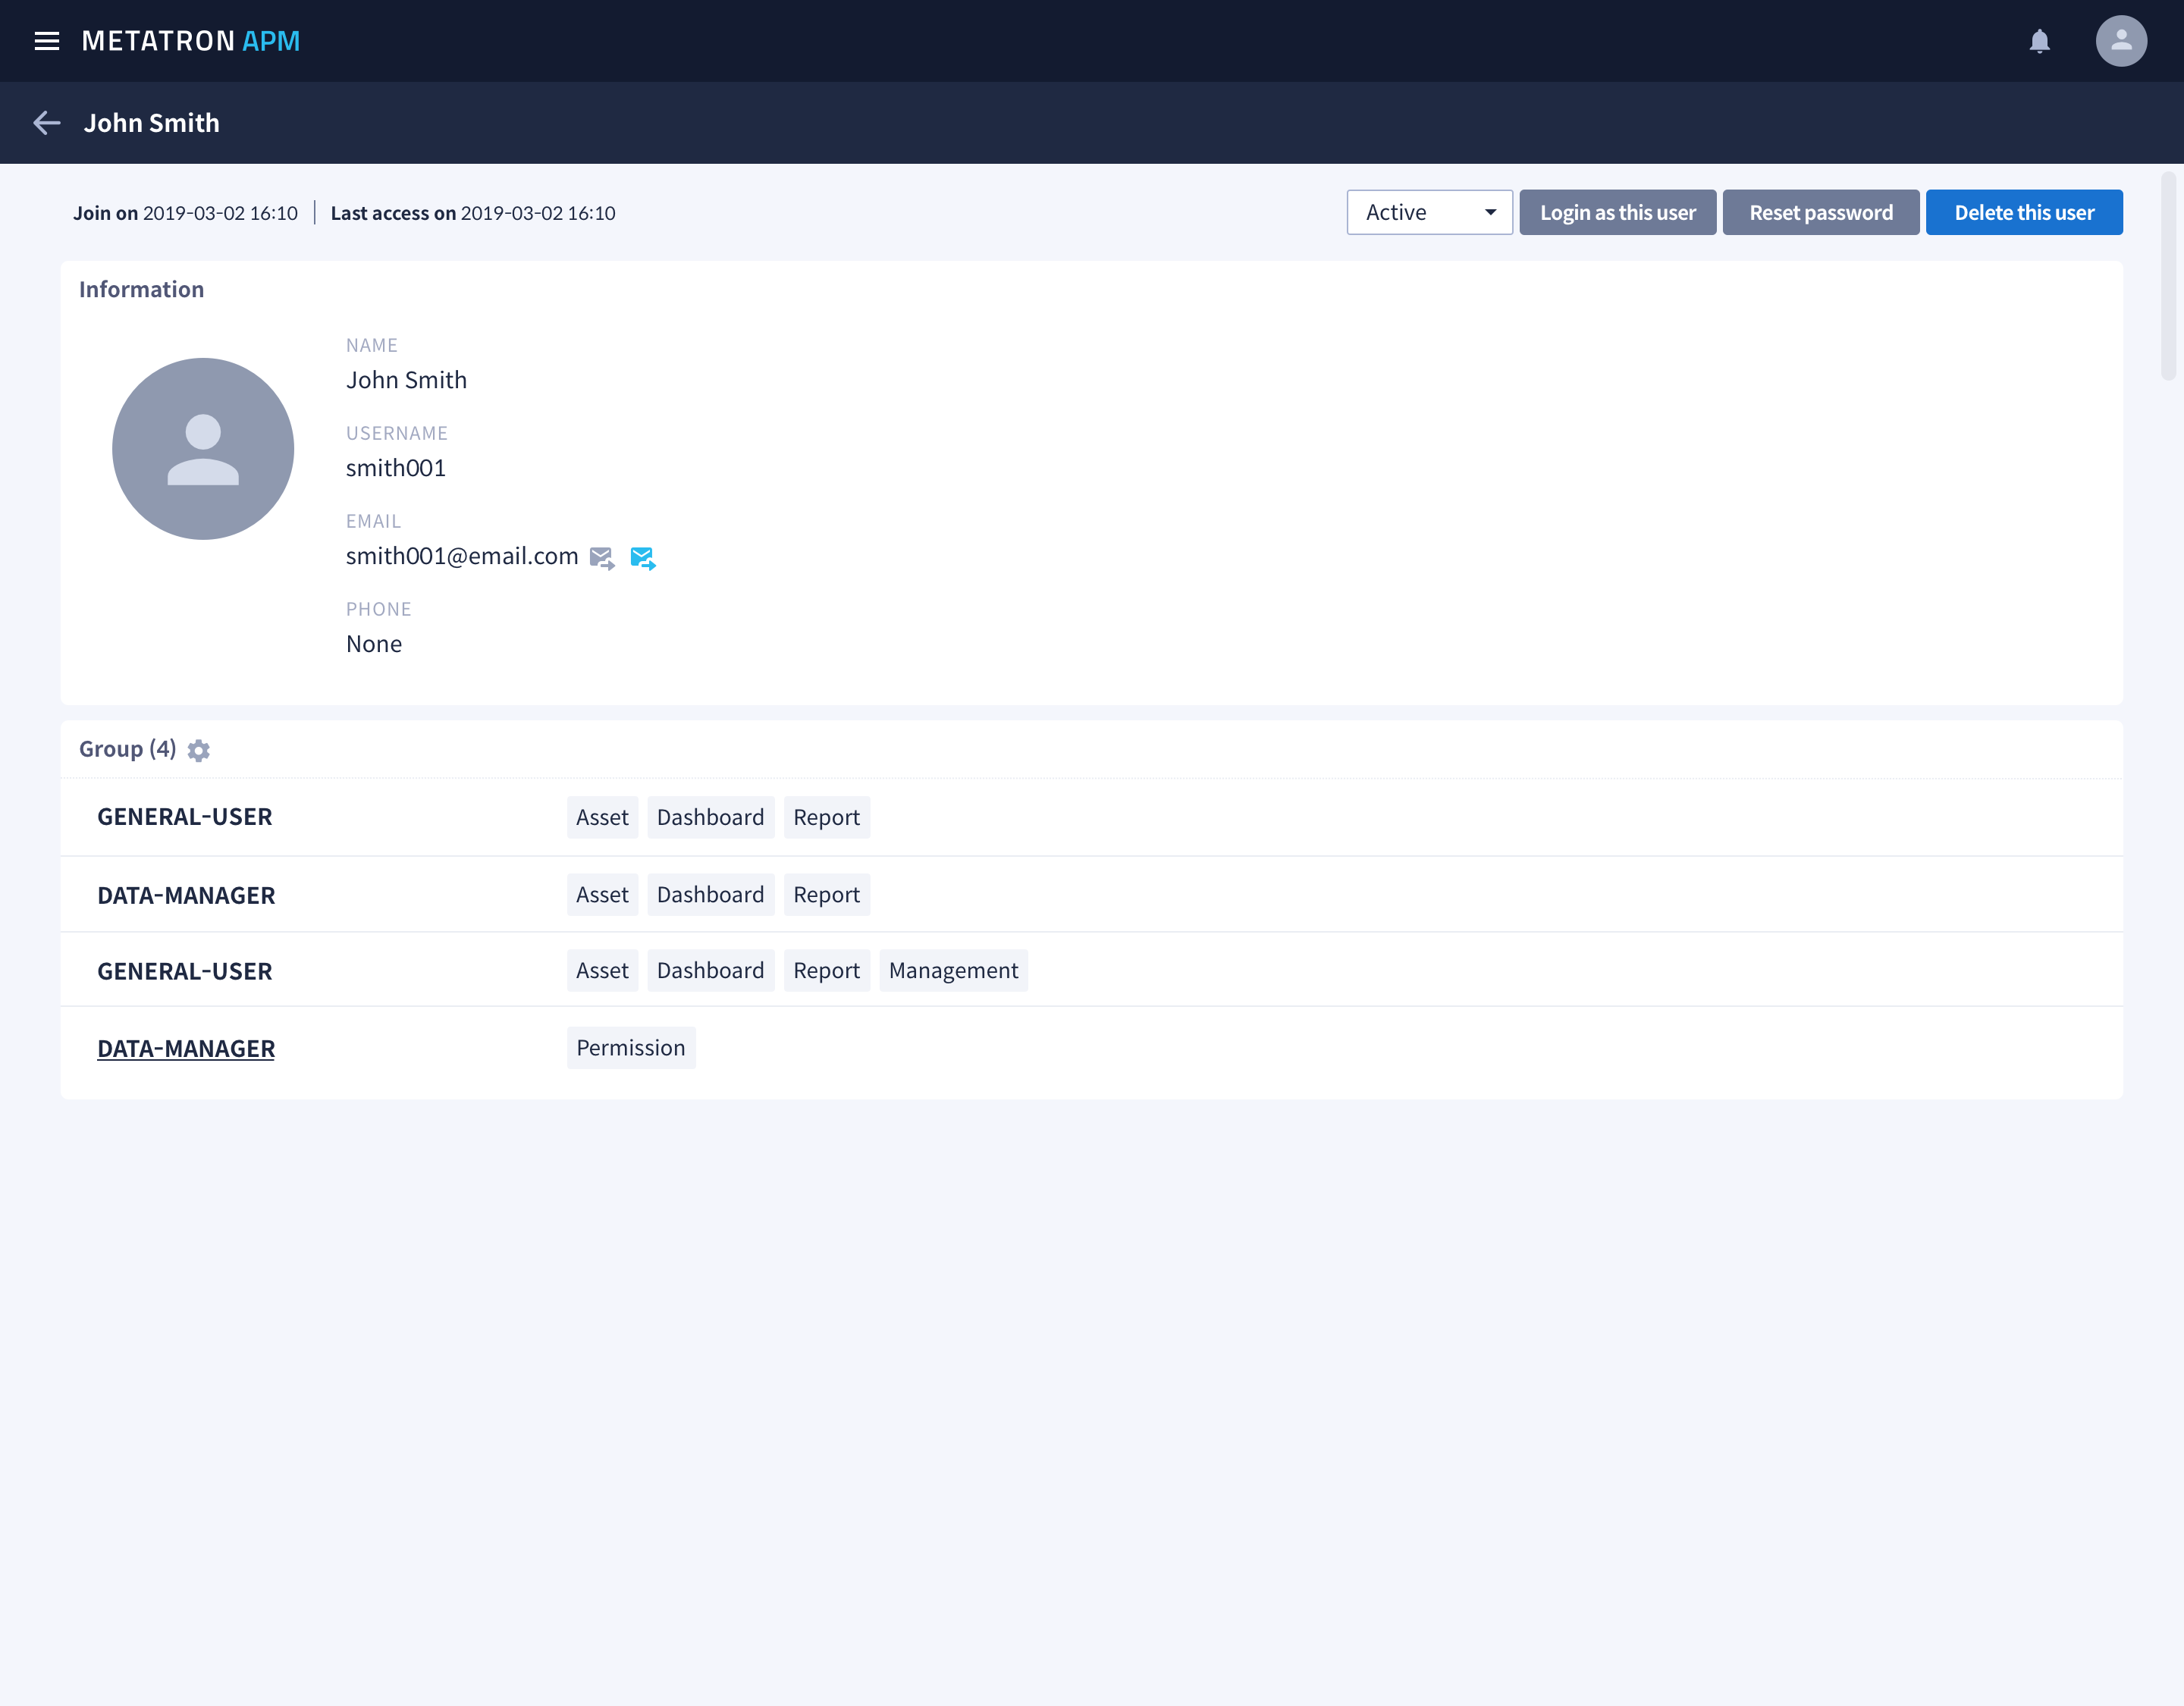 METATRON APM
John Smith
Join on 2019-03-02 16:10 Last access on 2019-03-02 16:10 Active Login as this user Reset password Delete this user
Information
NAME
John Smith
USERNAME
smith001
EMAIL
smith001@email.com
PHONE
None
Group (4)
GENERAL-USER Asset Dashboard Report
DATA-MANAGER Asset Dashboard Report
GENERAL-USER Asset Dashboard Report Management
DATA-MANAGER Permission